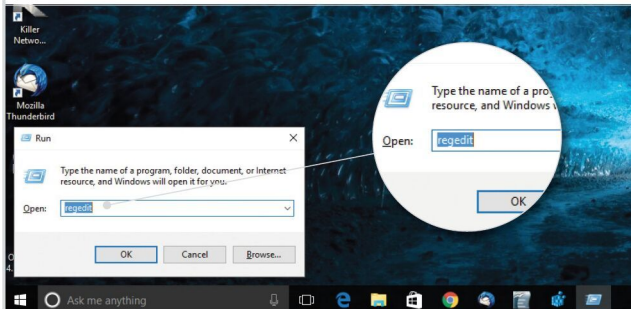 Killer
Netwo...
Mozilla
Thunderbird
Run
Type the name of a program, folder, document, or Internet
resource, and Windows will open it for you.
Open:
regedit
OK
Cancel
Browse...
Type the name of a pro
resource, and Windows
Open:
regedit
OK
4.
Ask me anything